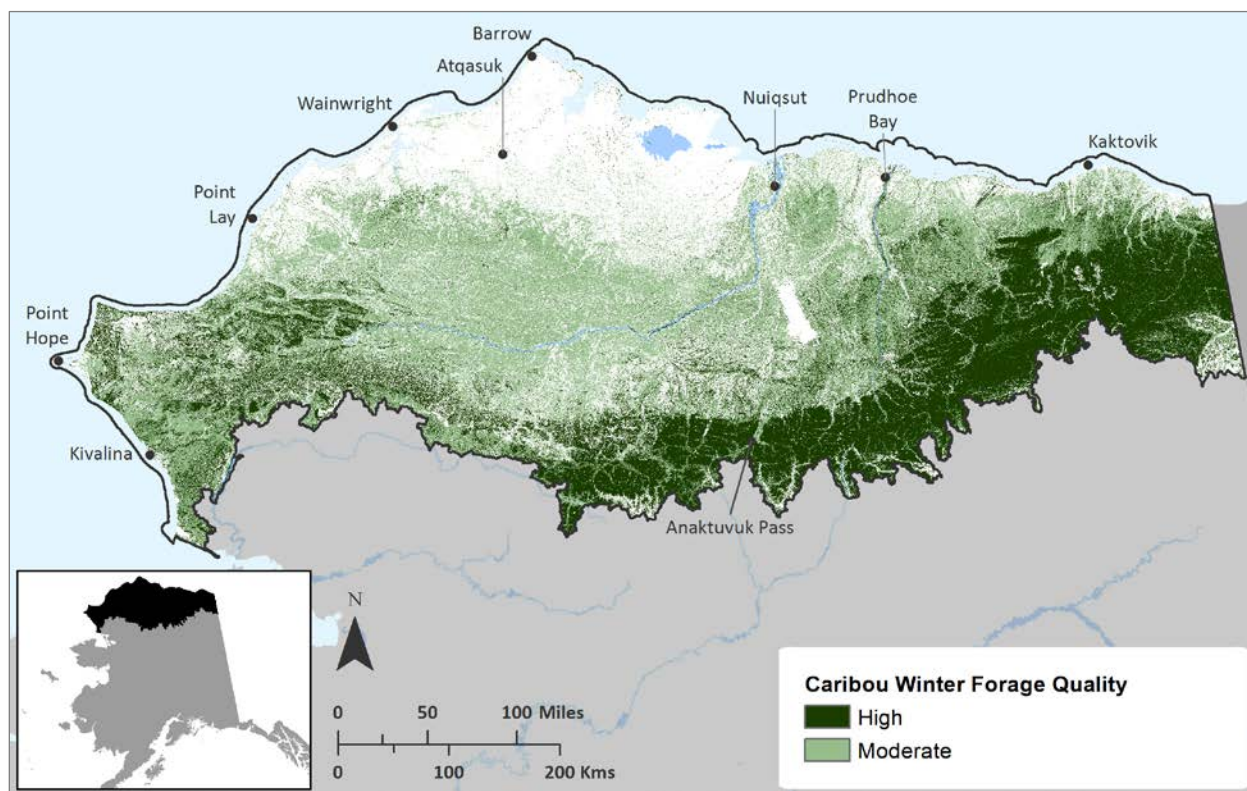 Barrow
Atqasuk
Wainwright
Nuiqsut
Prudhoe
Bay
Kaktovik
Point
Lay
Point
Hope
Kivalina
Anaktuvuk Pass
N
0 50 100 Miles
0 100 200 Kms
Caribou Winter Forage Quality
High
Moderate